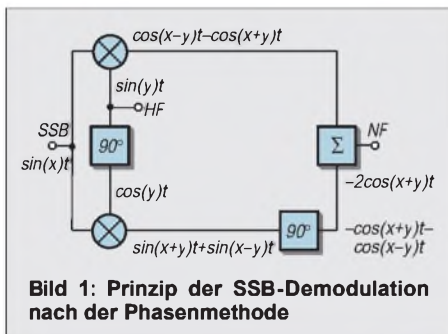 cos(x–y)t–cos(x+y)t
sin(y)t
HF
SSB
sin(x)t
90°
Σ
NF
cos(y)t
–2cos(x+y)t
sin(x+y)t+sin(x–y)t
90°
–cos(x+y)t–
cos(x–y)t
Bild 1: Prinzip der SSB-Demodulation
nach der Phasenmethode